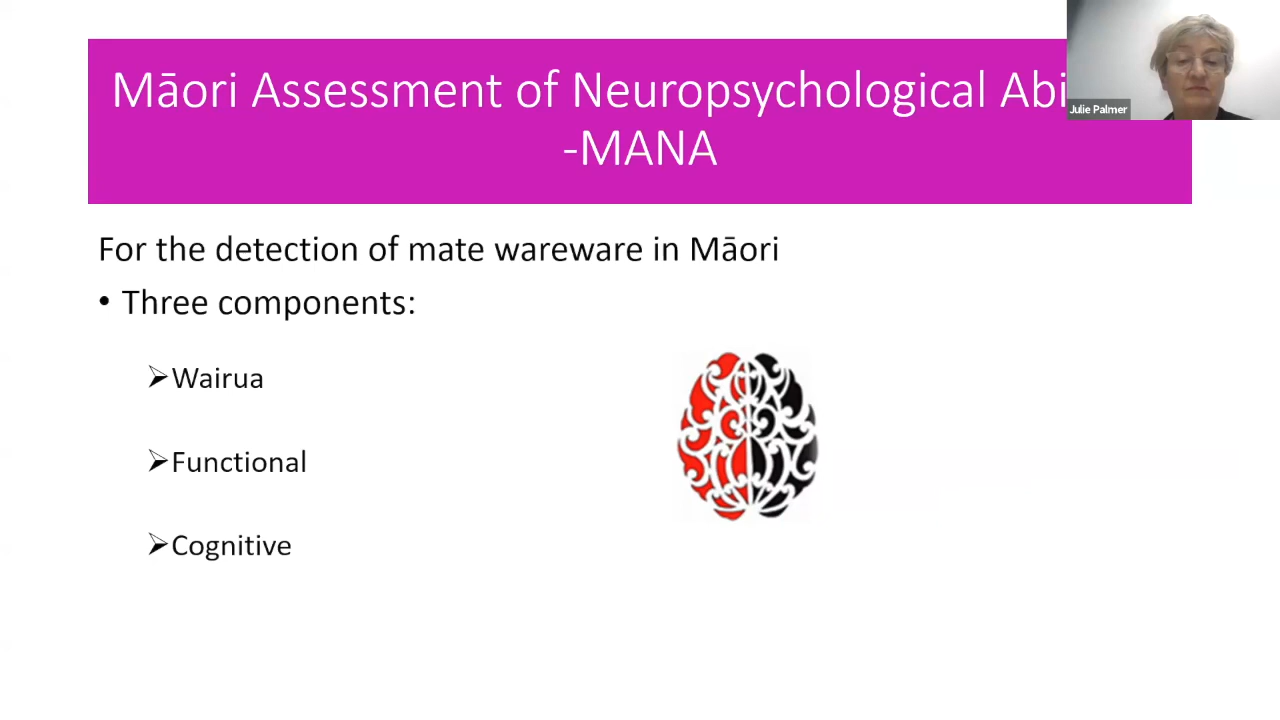 Māori Assessment of Neuropsychological Abi
-MANA
Julie Palmer
For the detection of mate wareware in Māori
• Three components:
➢Wairua
➢Functional
➢Cognitive